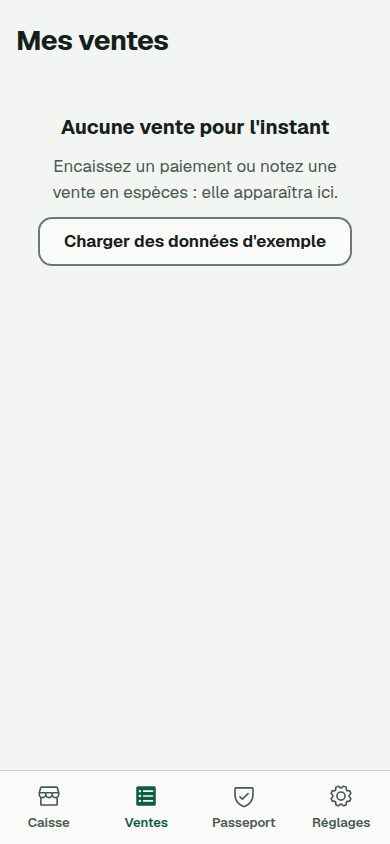 Mes ventes
Aucune vente pour l'instant
Encaissez un paiement ou notez une
vente en espèces : elle apparaîtra ici.
Charger des données d'exemple
Caisse
Ventes
Passeport
Réglages